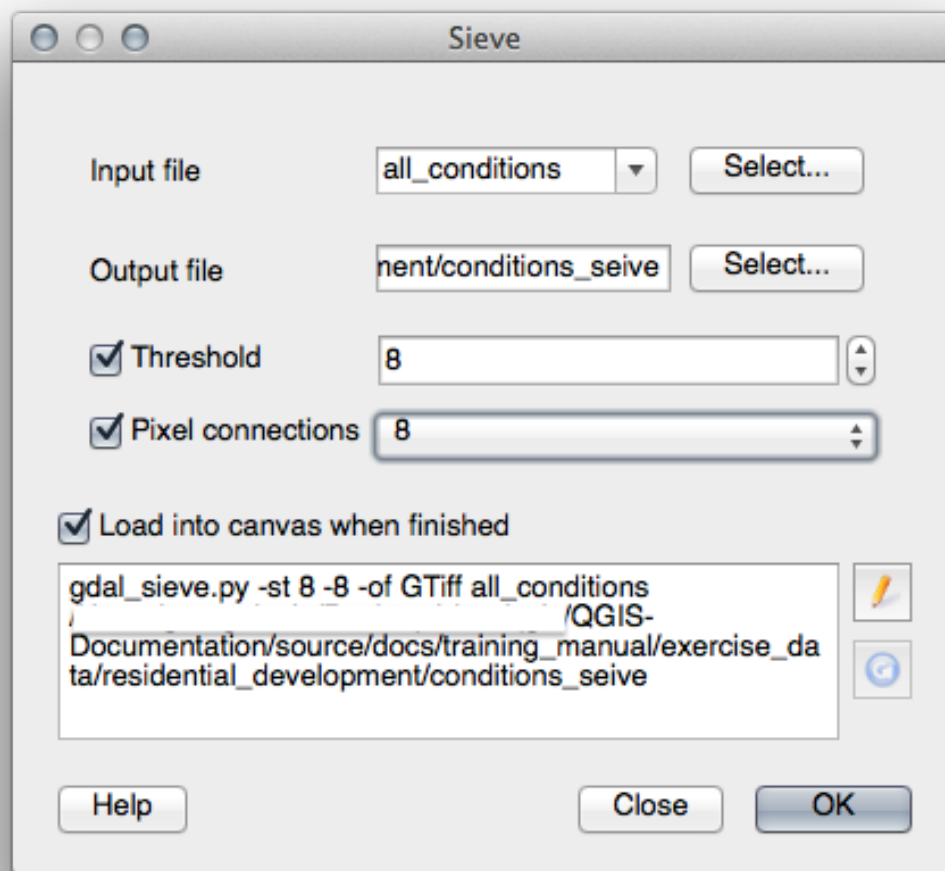 Sieve
Input file all_conditions Select...
Output file nent/conditions_seive Select...
Threshold 8
Pixel connections 8
Load into canvas when finished
gdal_sieve.py -st 8 -8 -of GTiff all_conditions
/QGIS-
Documentation/source/docs/training_manual/exercise_da
ta/residential_development/conditions_seive
Help Close OK